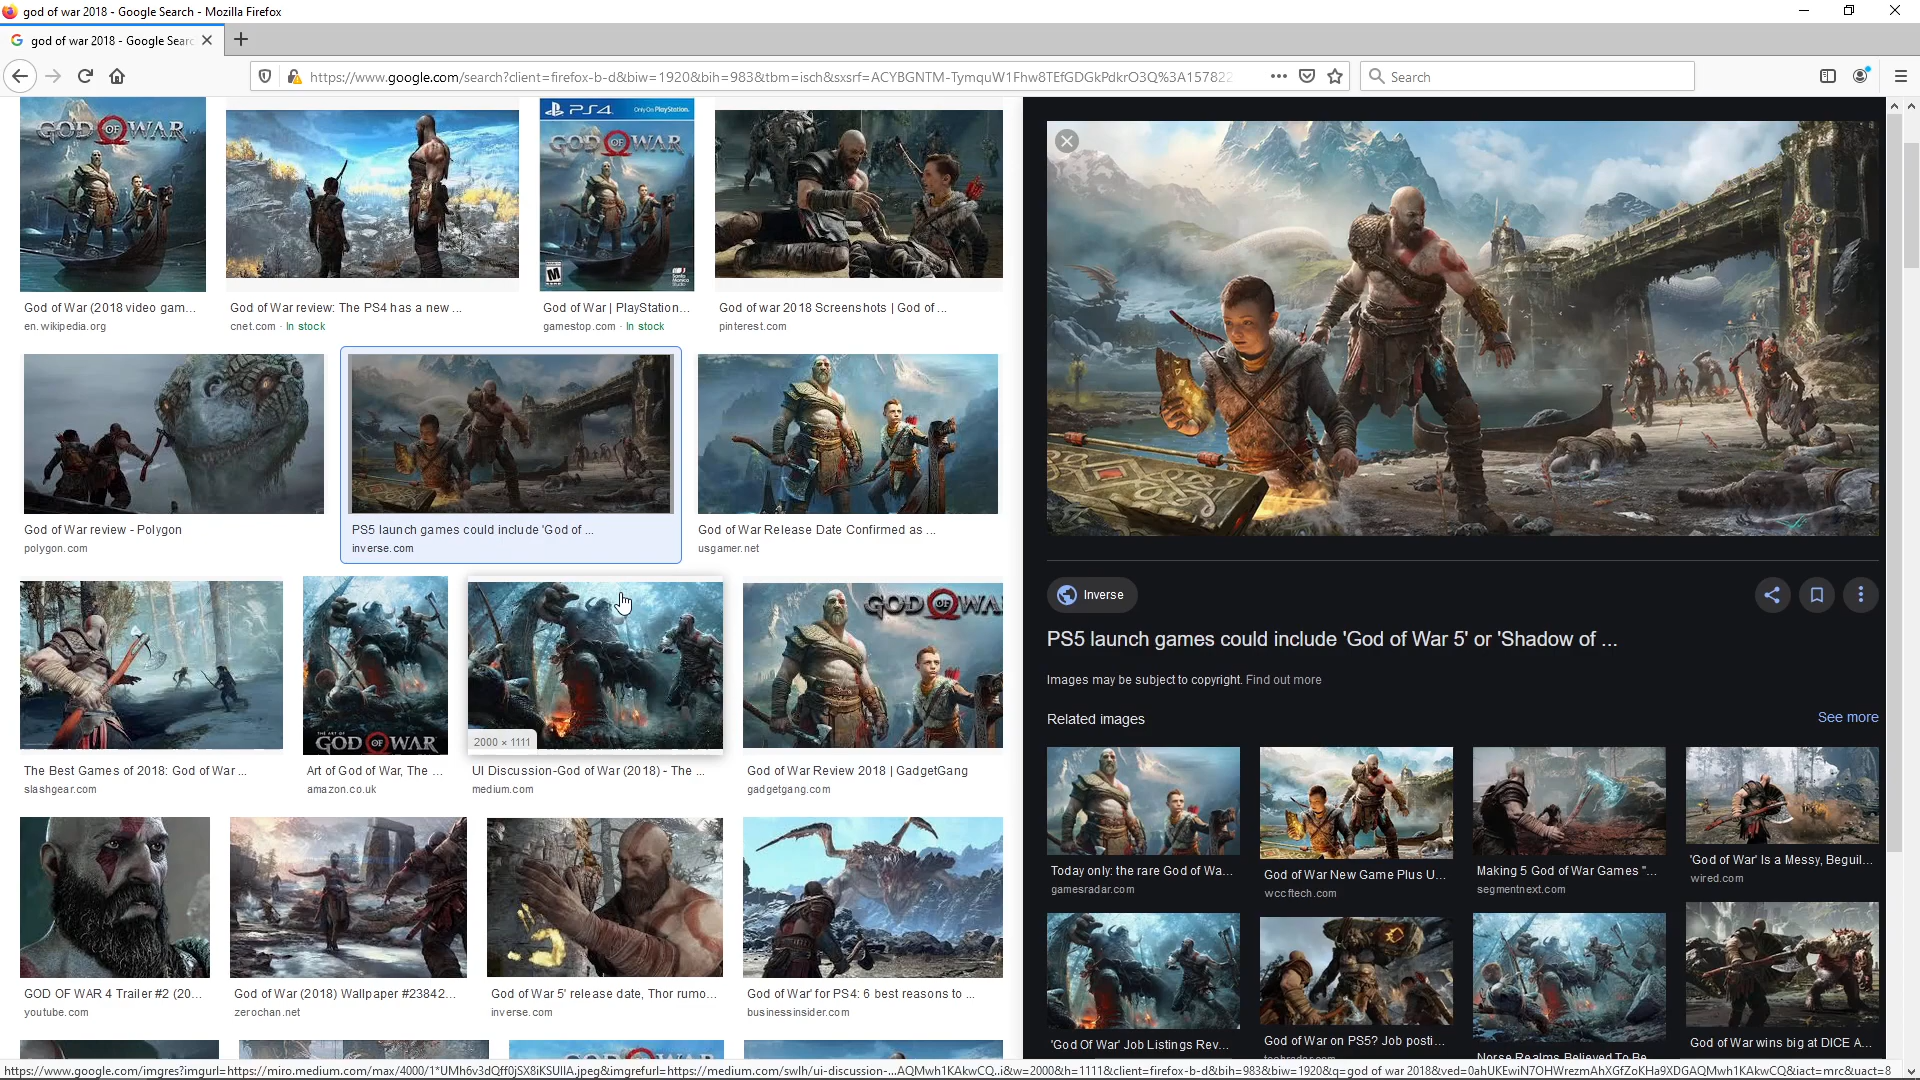 god of war 2018 - Google Search - Mozilla Firefox
god of war 2018 - Google Searc
https://www.google.com/search?client=firefox-b-d&biw=1920&bih=983&tbm=isch&sxsrf=ACYBGNTM-TymquW1Fhw8TEfGDGkPdkrO3Q%3A157822
Search
GOD OF WAR
PS4 Only On PlayStation.
GOD OF WAR
M
God of War (2018 video gam...
en.wikipedia.org
God of War review: The PS4 has a new ...
cnet.com · In stock
God of War | PlayStation...
gamestop.com · In stock
God of war 2018 Screenshots | God of ...
pinterest.com
God of War review - Polygon
polygon.com
PS5 launch games could include 'God of ...
inverse.com
God of War Release Date Confirmed as ...
usgamer.net
GOD OF WAR
2000 × 1111
GOD OF WA
The Best Games of 2018: God of War ...
slashgear.com
Art of God of War, The ...
amazon.co.uk
UI Discussion-God of War (2018) - The ...
medium.com
God of War Review 2018 | GadgetGang
gadgetgang.com
GOD OF WAR 4 Trailer #2 (20...
youtube.com
God of War (2018) Wallpaper #23842...
zerochan.net
God of War 5' release date, Thor rumo...
inverse.com
God of War' for PS4: 6 best reasons to ...
businessinsider.com
Inverse
PS5 launch games could include 'God of War 5' or 'Shadow of ...
Images may be subject to copyright. Find out more
Related images
See more
Today only: the rare God of Wa...
gamesradar.com
God of War New Game Plus U...
wccftech.com
Making 5 God of War Games "...
segmentnext.com
'God of War' Is a Messy, Beguil...
wired.com
'God Of War' Job Listings Rev...
God of War on PS5? Job posti...
techradar.com
Norse Realms Believed To Be
God of War wins big at DICE A...
https://www.google.com/imgres?imgurl=https://miro.medium.com/max/4000/1*UMh6v3dQff0jSX8iKSUIIA.jpeg&imgrefurl=https://medium.com/swlh/ui-discussion-...AQMwh1KAkwCQ..i&w=2000&h=1111&client=firefox-b-d&bih=983&biw=1920&q=god of war 2018&ved=0ahUKEwiN7OHWrezmAhXGfZoKHa9XDGAQMwh1KAkwCQ&iact=mrc&uact=8